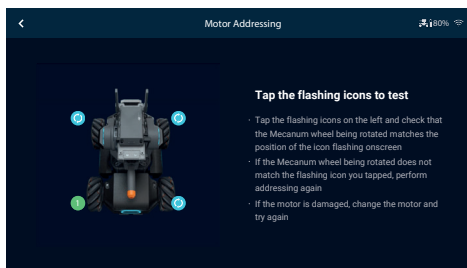 Motor Addressing
80%
Tap the flashing icons to test
· Tap the flashing icons on the left and check that
the Mecanum wheel being rotated matches the
position of the icon flashing onscreen
· If the Mecanum wheel being rotated does not
match the flashing icon you tapped, perform
addressing again
· If the motor is damaged, change the motor and
try again
1